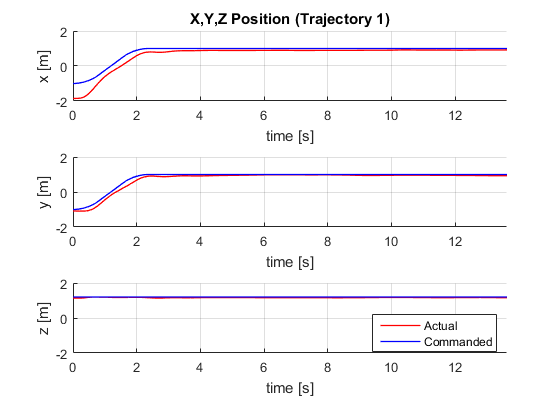 X,Y,Z Position (Trajectory 1)
2
0
-2
x [m]
0 2 4 6 8 10 12
time [s]
2
0
-2
y [m]
0 2 4 6 8 10 12
time [s]
2
0
-2
z [m]
Actual
Commanded
0 2 4 6 8 10 12
time [s]